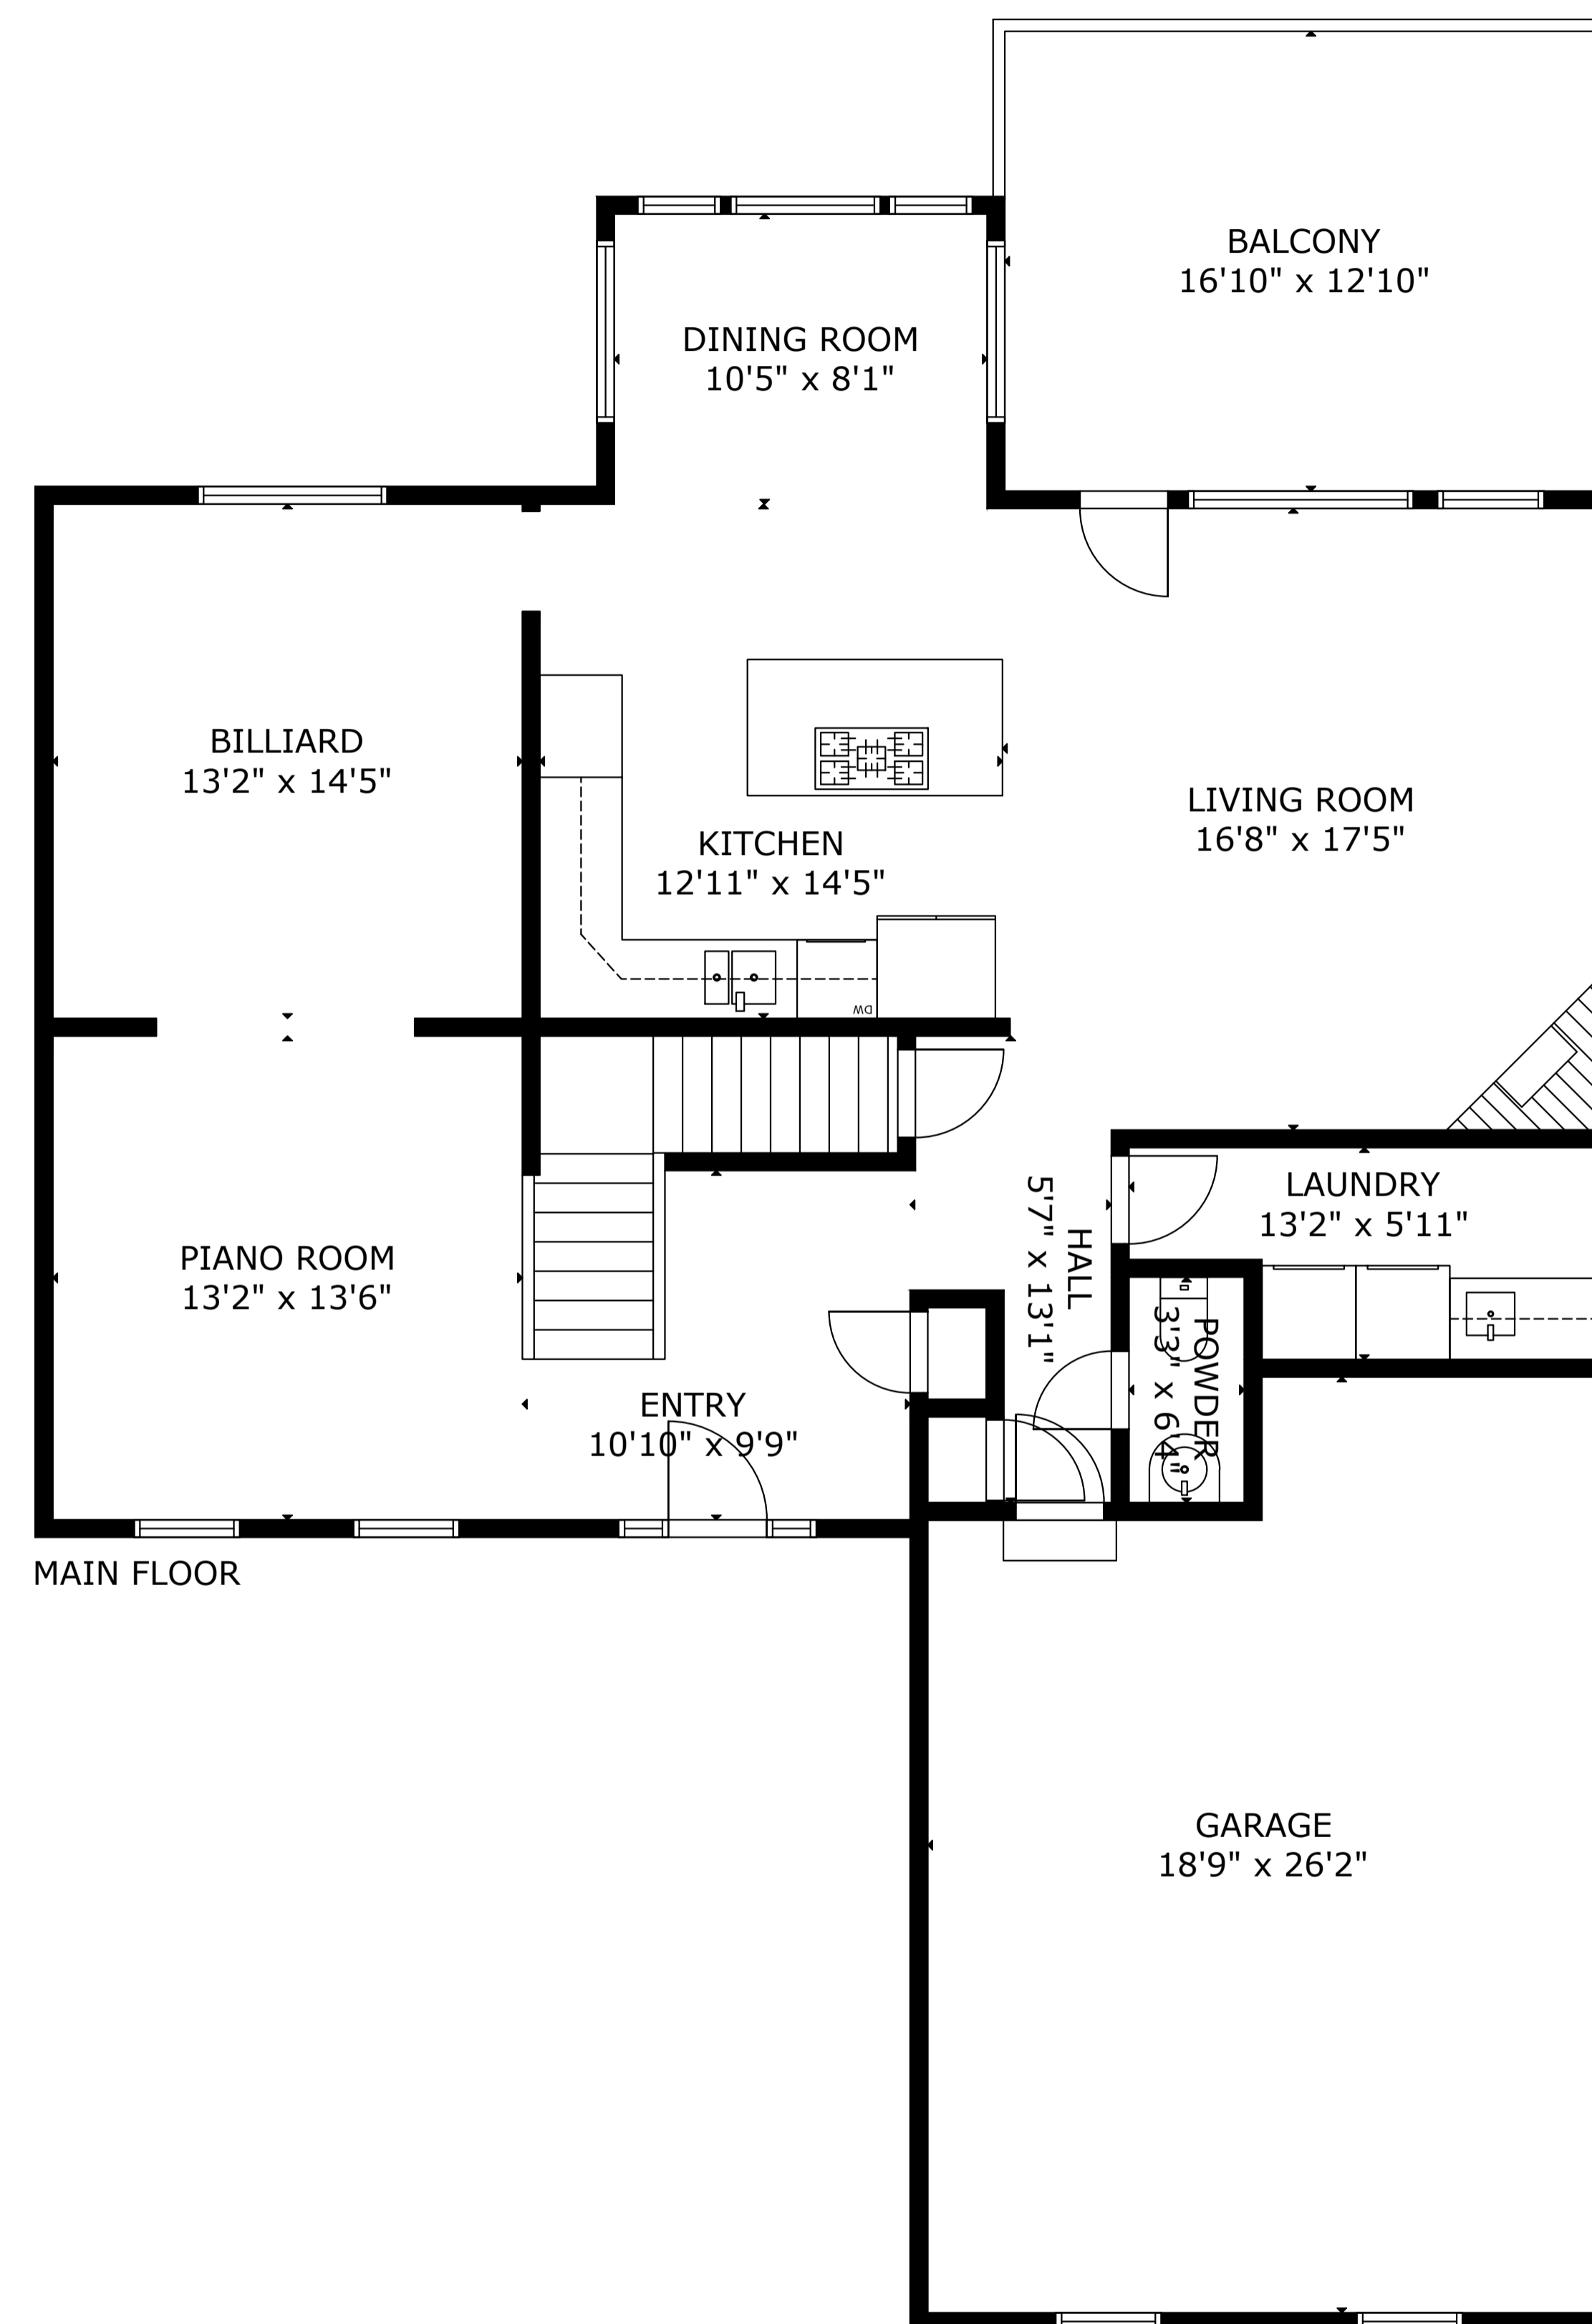 BALCONY
16'10" x 12'10"
DINING ROOM
10'5" x 8'1"
BILLIARD
13'2" x 14'5"
KITCHEN
12'11" x 14'5"
LIVING ROOM
16'8" x 17'5"
DW
LAUNDRY
13'2" x 5'11"
PIANO ROOM
13'2" x 13'6"
HALL
5'7" x 13'1"
POWDER
3'3" x 6'4"
ENTRY
10'10" x 9'9"
MAIN FLOOR
GARAGE
18'9" x 26'2"